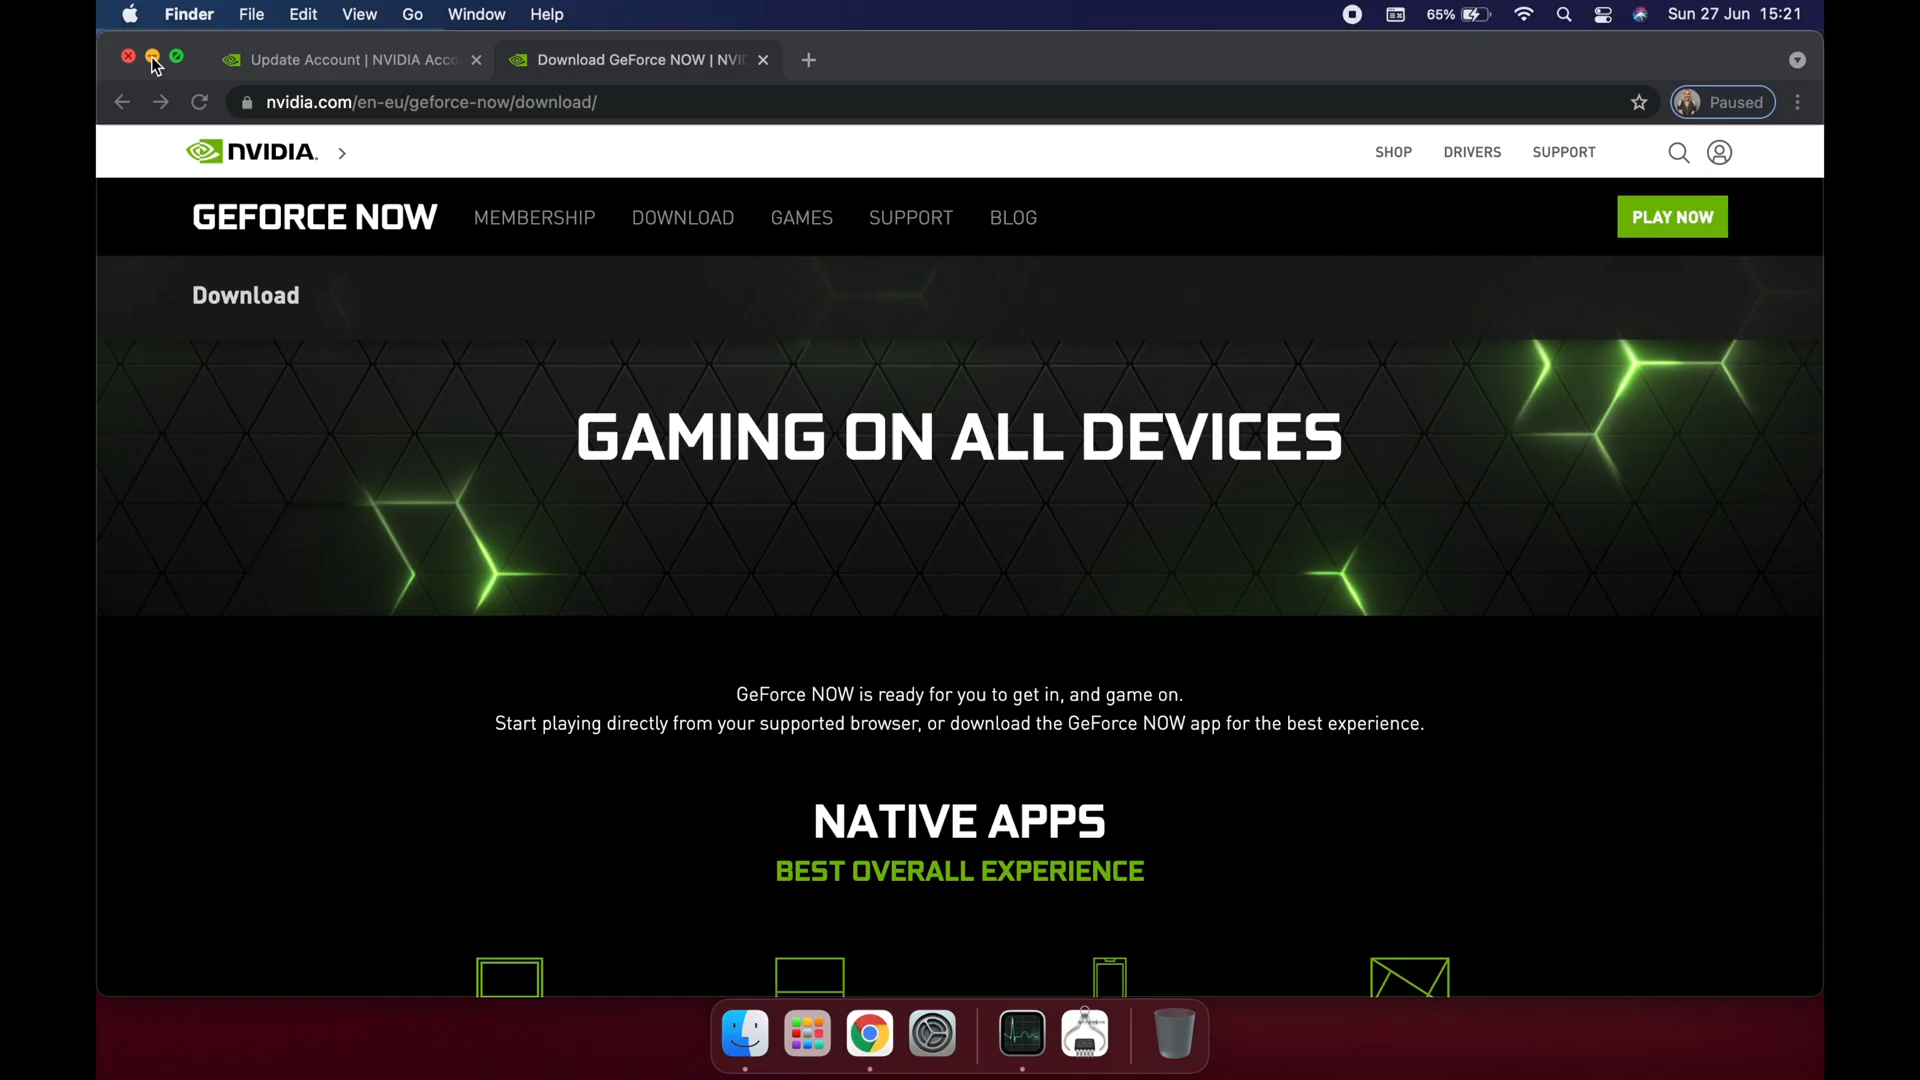 Finder File Edit View Go Window Help 65% Sun 27 Jun 15:21
Update Account | NVIDIA Acco Download GeForce NOW | NVI
nvidia.com/en-eu/geforce-now/download/ Paused
NVIDIA. SHOP DRIVERS SUPPORT
GEFORCE NOW MEMBERSHIP DOWNLOAD GAMES SUPPORT BLOG PLAY NOW
Download
GAMING ON ALL DEVICES
GeForce NOW is ready for you to get in, and game on.
Start playing directly from your supported browser, or download the GeForce NOW app for the best experience.
NATIVE APPS
BEST OVERALL EXPERIENCE